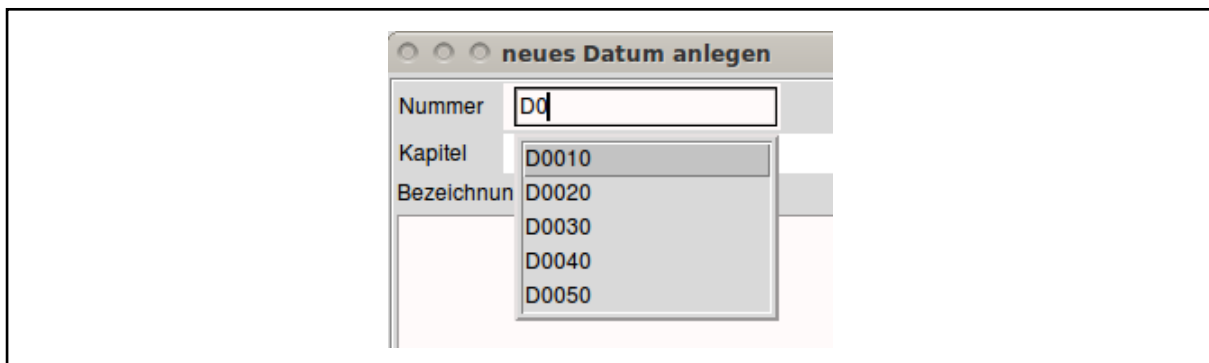 neues Datum anlegen
Nummer D0
Kapitel D0010
Bezeichnun D0020
D0030
D0040
D0050